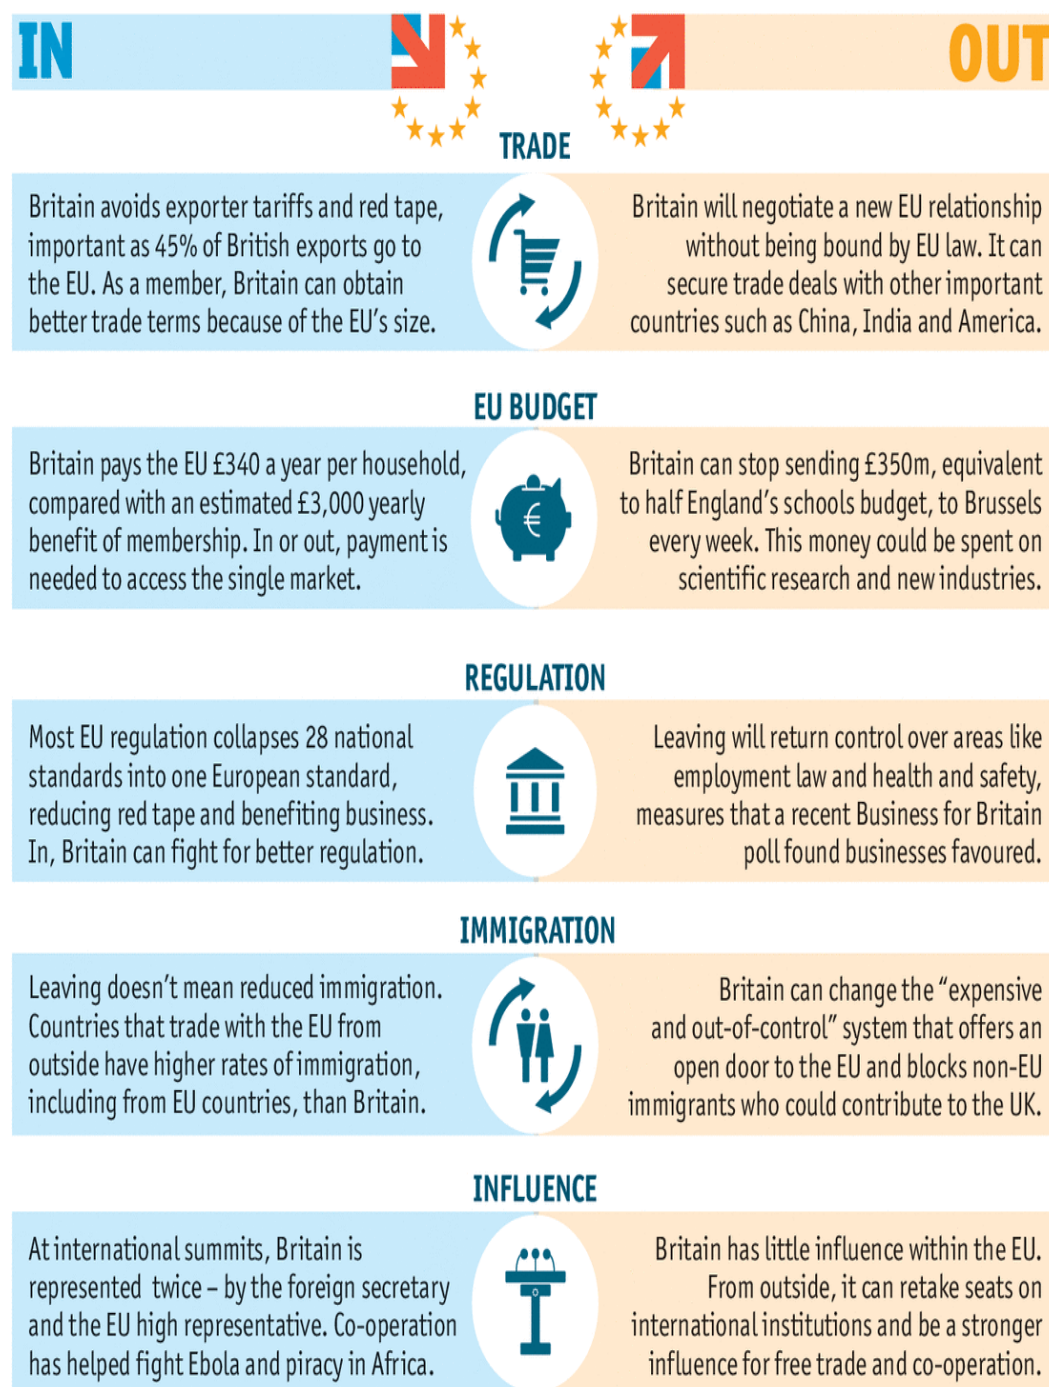 IN
OUT
TRADE
Britain avoids exporter tariffs and red tape,
important as 45% of British exports go to
the EU. As a member, Britain can obtain
better trade terms because of the EU's size.
Britain will negotiate a new EU relationship
without being bound by EU law. It can
secure trade deals with other important
countries such as China, India and America.
EU BUDGET
Britain pays the EU £340 a year per household,
compared with an estimated £3,000 yearly
benefit of membership. In or out, payment is
needed to access the single market.
€
Britain can stop sending £350m, equivalent
to half England's schools budget, to Brussels
every week. This money could be spent on
scientific research and new industries.
REGULATION
Most EU regulation collapses 28 national
standards into one European standard,
reducing red tape and benefiting business.
In, Britain can fight for better regulation.
Leaving will return control over areas like
employment law and health and safety,
measures that a recent Business for Britain
poll found businesses favoured.
IMMIGRATION
Leaving doesn't mean reduced immigration.
Countries that trade with the EU from
outside have higher rates of immigration,
including from EU countries, than Britain.
Britain can change the “expensive
and out-of-control” system that offers an
open door to the EU and blocks non-EU
immigrants who could contribute to the UK.
INFLUENCE
At international summits, Britain is
represented twice – by the foreign secretary
and the EU high representative. Co-operation
has helped fight Ebola and piracy in Africa.
Britain has little influence within the EU.
From outside, it can retake seats on
international institutions and be a stronger
influence for free trade and co-operation.